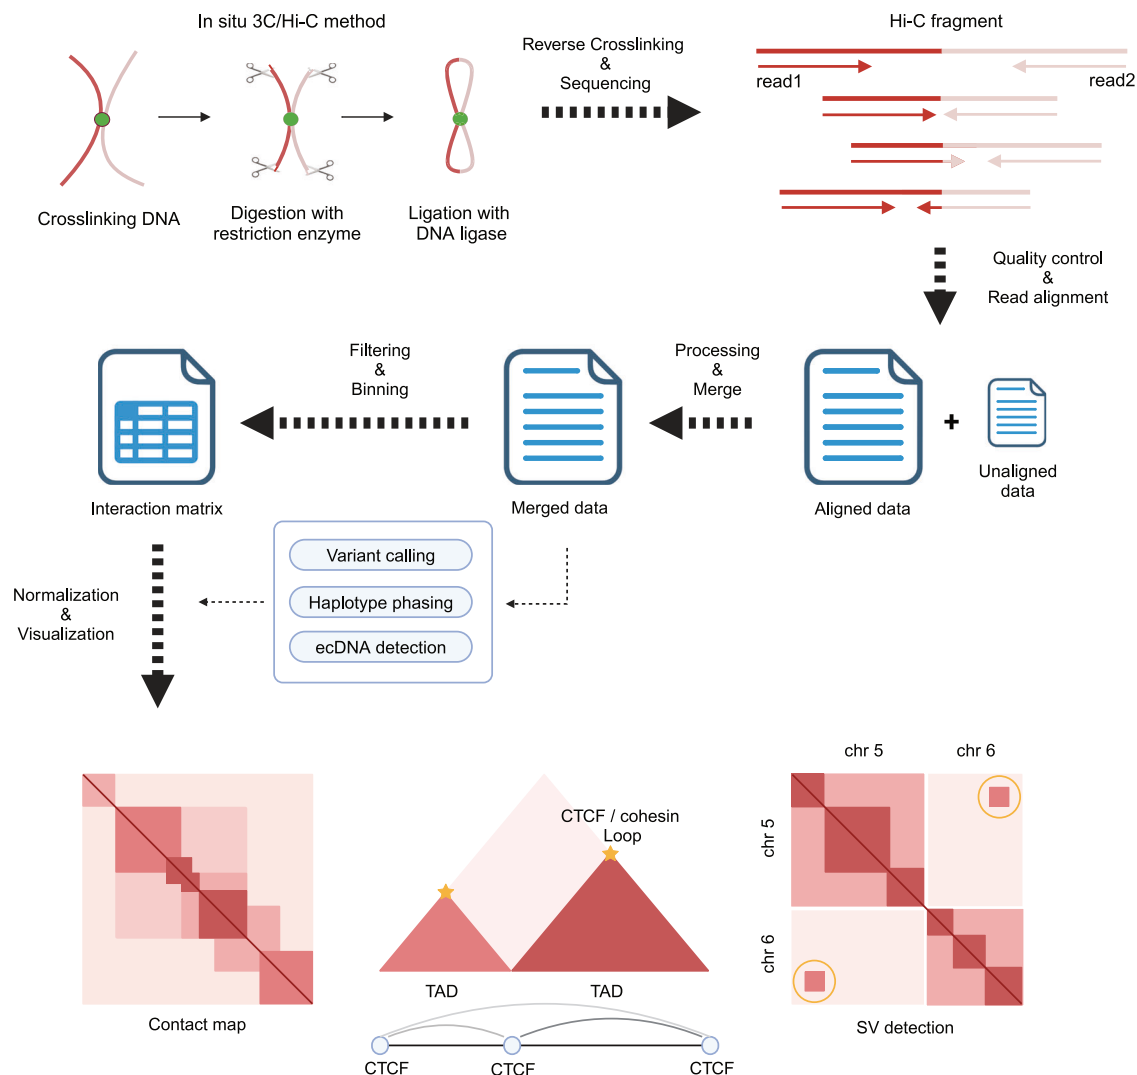 In situ 3C/Hi-C method
Reverse Crosslinking
&
Sequencing
Hi-C fragment
read1
read2
Crosslinking DNA
Digestion with
restriction enzyme
Ligation with
DNA ligase
Quality control
&
Read alignment
Filtering
&
Binning
Processing
&
Merge
+
Interaction matrix
Merged data
Aligned data
Unaligned
data
Variant calling
Haplotype phasing
ecDNA detection
Normalization
&
Visualization
Contact map
CTCF / cohesin
Loop
TAD
TAD
CTCF
CTCF
CTCF
chr 5
chr 6
chr 5
chr 6
SV detection